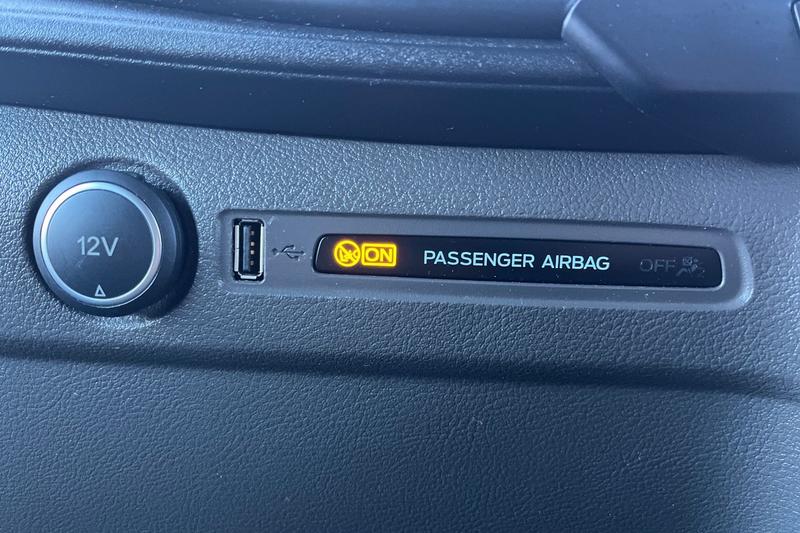 12V
ON PASSENGER AIRBAG OFF